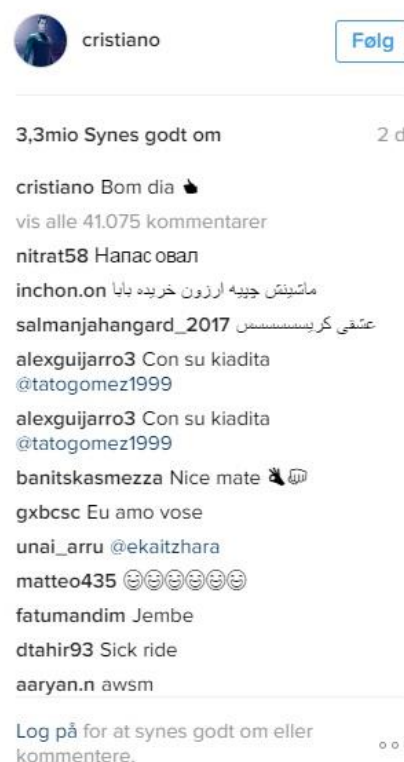 cristiano
Følg
3,3mio Synes godt om
2 d
cristiano Bom dia
vis alle 41.075 kommentarer
nitrat58 Напас овал
inchon.on ماشینش چیپه ارزون خریده بابا
salmanjahangard_2017 عشقی کریسسسسسس
alexguijarro3 Con su kiadita
@tatogomez1999
alexguijarro3 Con su kiadita
@tatogomez1999
banitskasmezza Nice mate
gxbcsc Eu amo vose
unai_arru @ekaitzhara
matteo435
fatumandim Jembe
dtahir93 Sick ride
aaryan.n awsm
Log på for at synes godt om eller
kommentere.